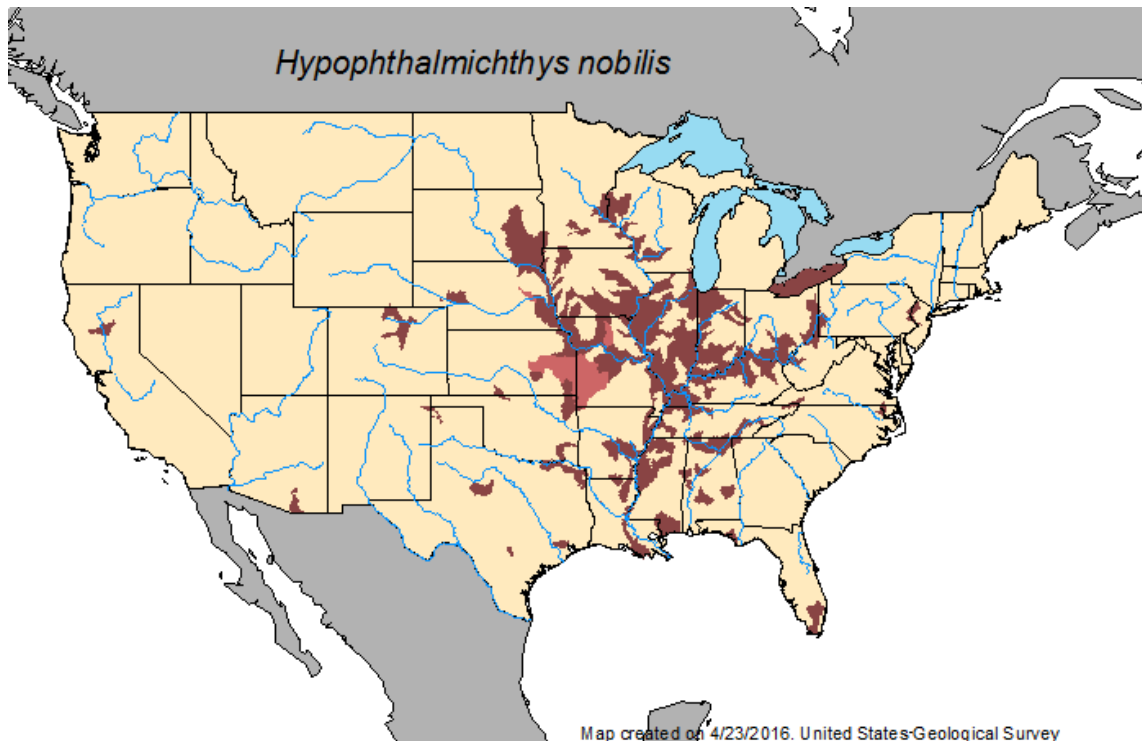 Hypophthalmichthys nobilis
Map created on 4/23/2016. United States-Geological Survey